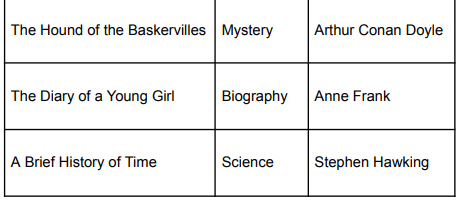 The Hound of the Baskervilles Mystery Arthur Conan Doyle
The Diary of a Young Girl Biography Anne Frank
A Brief History of Time Science Stephen Hawking